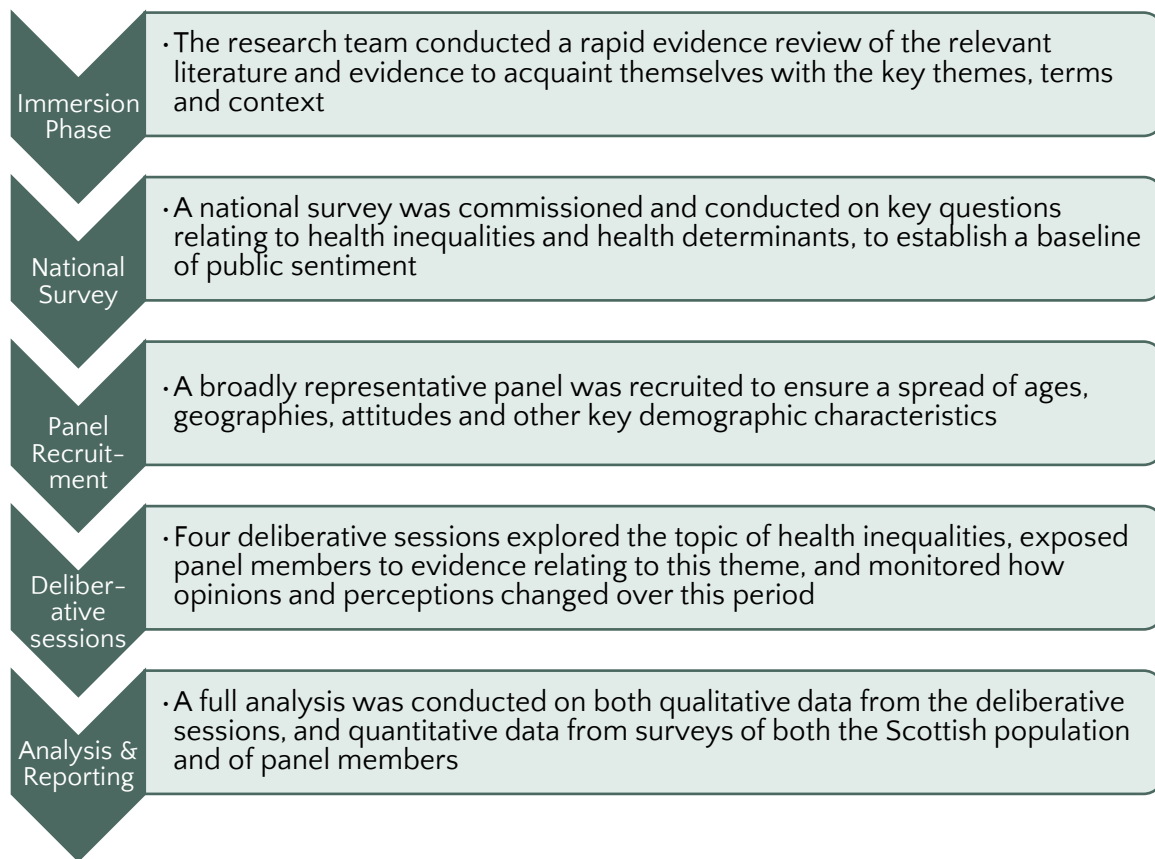 Immersion
Phase
· The research team conducted a rapid evidence review of the relevant
literature and evidence to acquaint themselves with the key themes, terms
and context
National
Survey
· A national survey was commissioned and conducted on key questions
relating to health inequalities and health determinants, to establish a baseline
of public sentiment
Panel
Recruit-
ment
· A broadly representative panel was recruited to ensure a spread of ages,
geographies, attitudes and other key demographic characteristics
Deliber-
ative
sessions
· Four deliberative sessions explored the topic of health inequalities, exposed
panel members to evidence relating to this theme, and monitored how
opinions and perceptions changed over this period
Analysis &
Reporting
· A full analysis was conducted on both qualitative data from the deliberative
sessions, and quantitative data from surveys of both the Scottish population
and of panel members